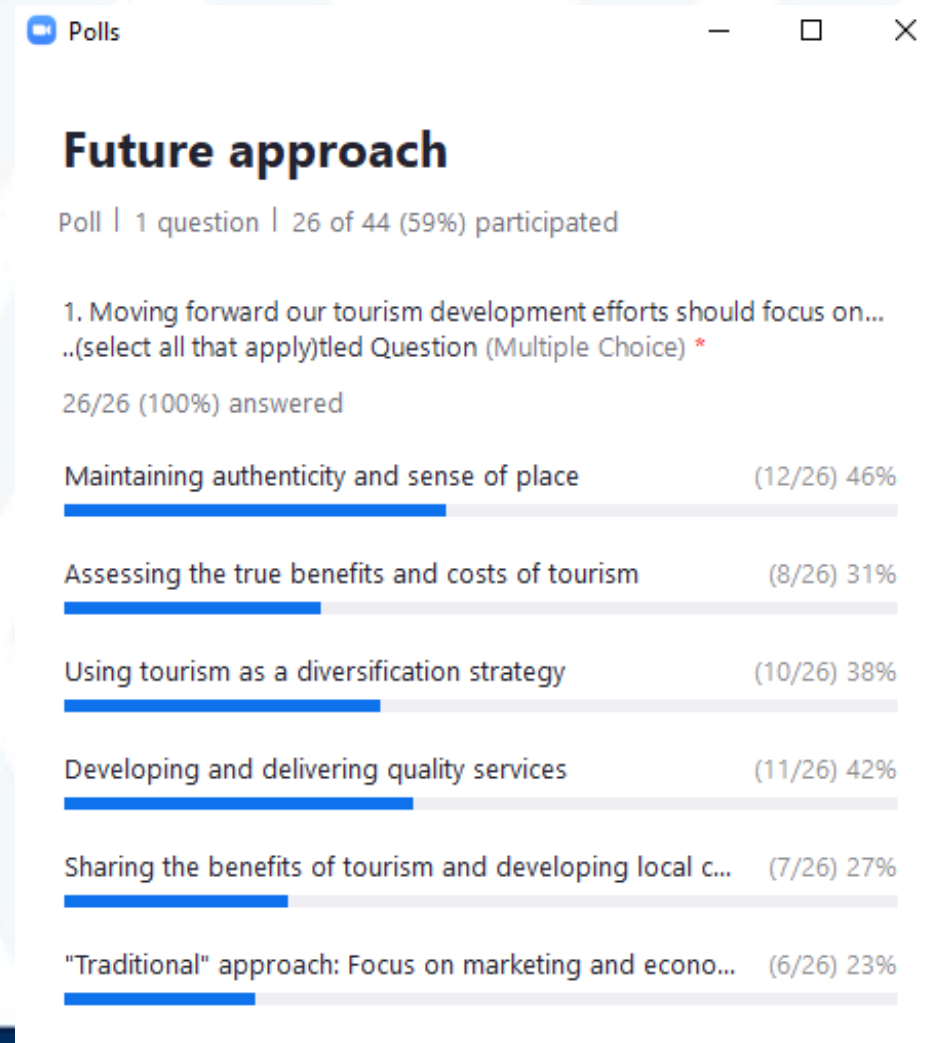 Polls
Future approach
Poll | 1 question | 26 of 44 (59%) participated
1. Moving forward our tourism development efforts should focus on...
..(select all that apply)tled Question (Multiple Choice) *
26/26 (100%) answered
Maintaining authenticity and sense of place (12/26) 46%
Assessing the true benefits and costs of tourism (8/26) 31%
Using tourism as a diversification strategy (10/26) 38%
Developing and delivering quality services (11/26) 42%
Sharing the benefits of tourism and developing local c... (7/26) 27%
"Traditional" approach: Focus on marketing and econo... (6/26) 23%